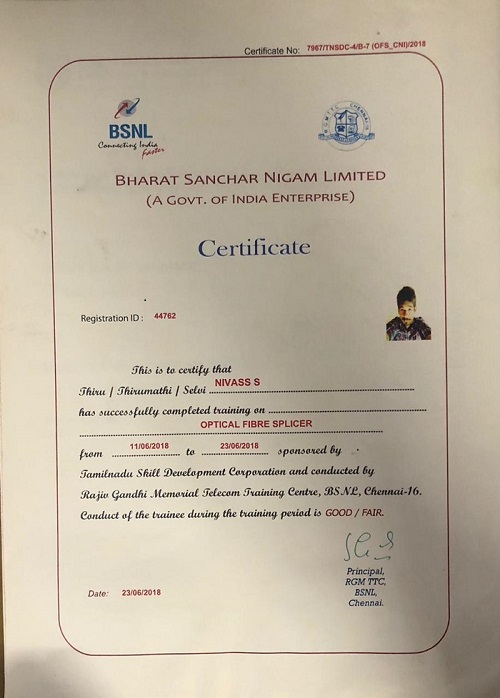 Certificate No: 7967/TNSDC-4/B-7 (OFS_CNI)/2018
BSNL
Connecting India
faster
BHARAT SANCHAR NIGAM LIMITED
(A GOVT. OF INDIA ENTERPRISE)
Certificate
Registration ID : 44762
This is to certify that
Thiru / Thirumathi / Selvi NIVASS S
has successfully completed training on
OPTICAL FIBRE SPLICER
from 11/06/2018 to 23/06/2018 sponsored by
Tamilnadu Skill Development Corporation and conducted by
Rajiv Gandhi Memorial Telecom Training Centre, BSNL, Chennai-16.
Conduct of the trainee during the training period is GOOD / FAIR.
Principal,
RGM TTC,
BSNL,
Chennai.
Date: 23/06/2018